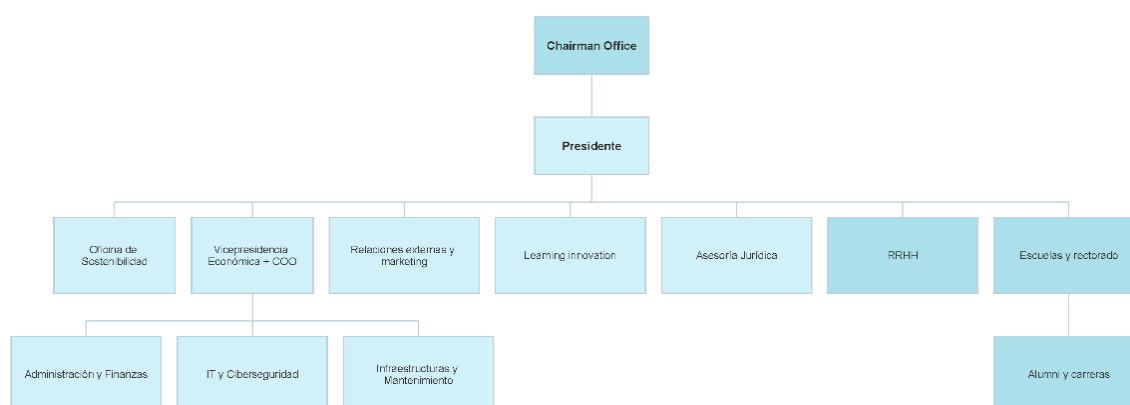 Chairman Office
Presidente
Oficina de
Sostenibilidad
Vicepresidencia
Económica + COO
Relaciones externas y
marketing
Learning innovation
Asesoría Jurídica
RRHH
Escuelas y rectorado
Administración y Finanzas
IT y Ciberseguridad
Infraestructuras y
Mantenimiento
Alumni y carreras